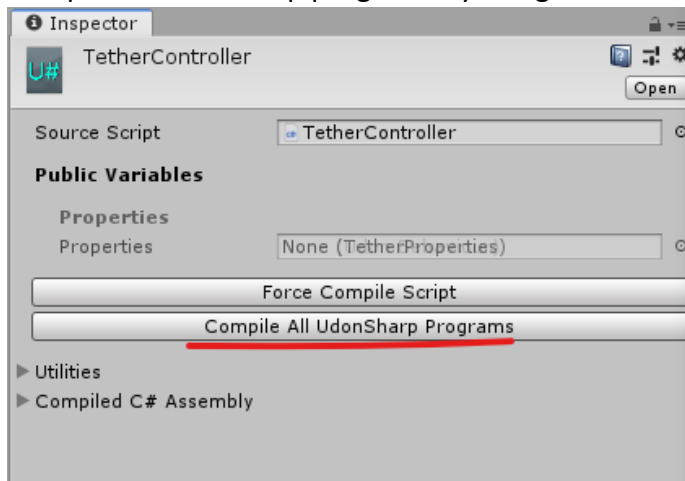 Inspector
TetherController
U#
Open
Source Script TetherController
Public Variables
Properties
Properties None (TetherProperties)
Force Compile Script
Compile All UdonSharp Programs
Utilities
Compiled C# Assembly